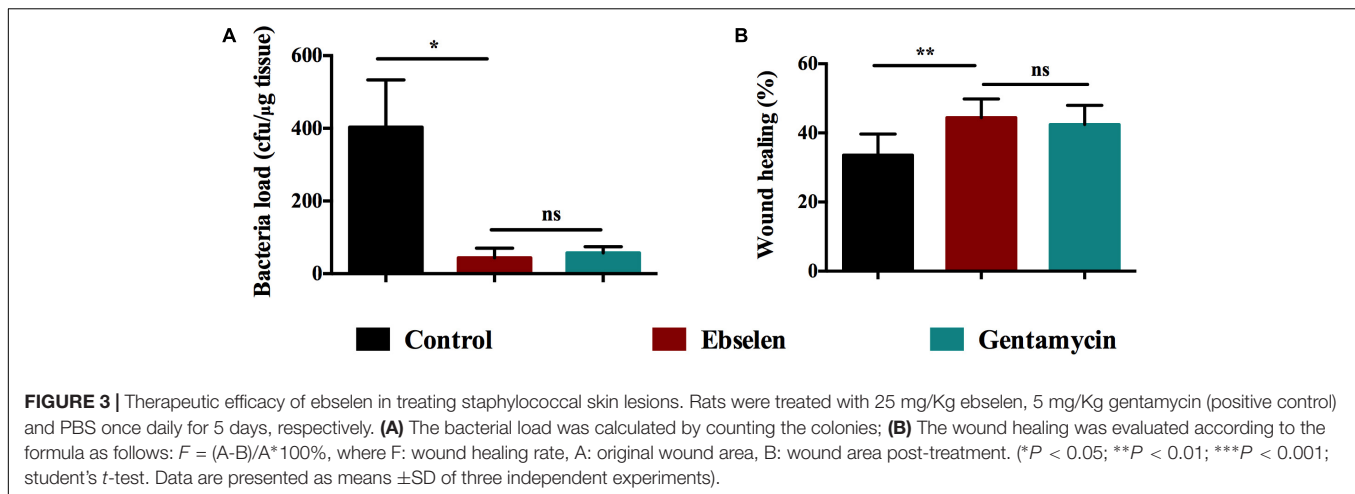 A
*
600
400
200
0
Bacteria load (cfu/µg tissue)
ns
B
**
ns
60
40
20
0
Wound healing (%)
Control
Ebselen
Gentamycin
FIGURE 3 | Therapeutic efficacy of ebselen in treating staphylococcal skin lesions. Rats were treated with 25 mg/Kg ebselen, 5 mg/Kg gentamycin (positive control)
and PBS once daily for 5 days, respectively. (A) The bacterial load was calculated by counting the colonies; (B) The wound healing was evaluated according to the
formula as follows: F = (A-B)/A*100%, where F: wound healing rate, A: original wound area, B: wound area post-treatment. (*P < 0.05; **P < 0.01; ***P < 0.001;
student's t-test. Data are presented as means ±SD of three independent experiments).